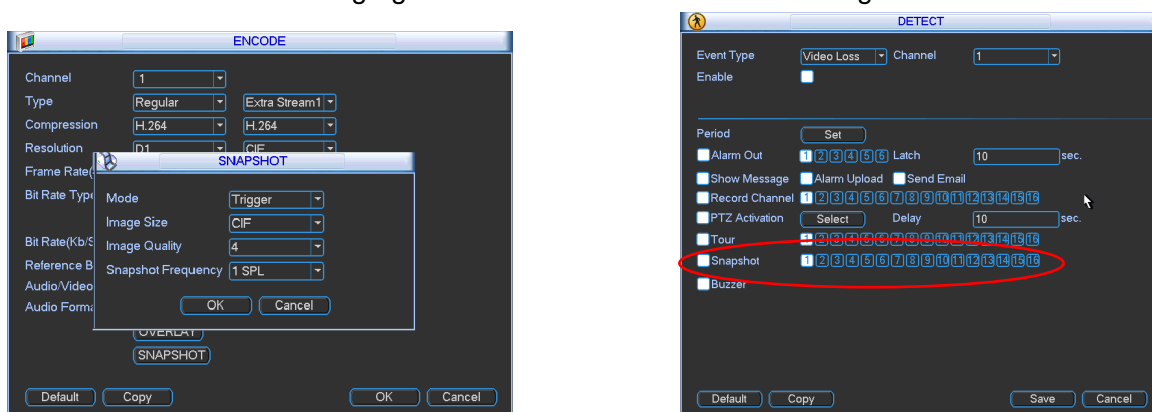 ENCODE
Channel 1
Type Regular Extra Stream1
Compression H.264 H.264
Resolution D1 CIF
Frame Rate(
Bit Rate Type
Bit Rate(Kb/S
Reference B
Audio/Video
Audio Forma
SNAPSHOT
Mode Trigger
Image Size CIF
Image Quality 4
Snapshot Frequency 1 SPL
OK Cancel
OVERLAY
SNAPSHOT
Default Copy OK Cancel
DETECT
Event Type Video Loss Channel 1
Enable
Period Set
Alarm Out 1 2 3 4 5 6 Latch 10 sec.
Show Message Alarm Upload Send Email
Record Channel 1 2 3 4 5 6 7 8 9 10 11 12 13 14 15 16
PTZ Activation Select Delay 10 sec.
Tour 1 2 3 4 5 6 7 8 9 10 11 12 13 14 15 16
Snapshot 1 2 3 4 5 6 7 8 9 10 11 12 13 14 15 16
Buzzer
Default Copy Save Cancel